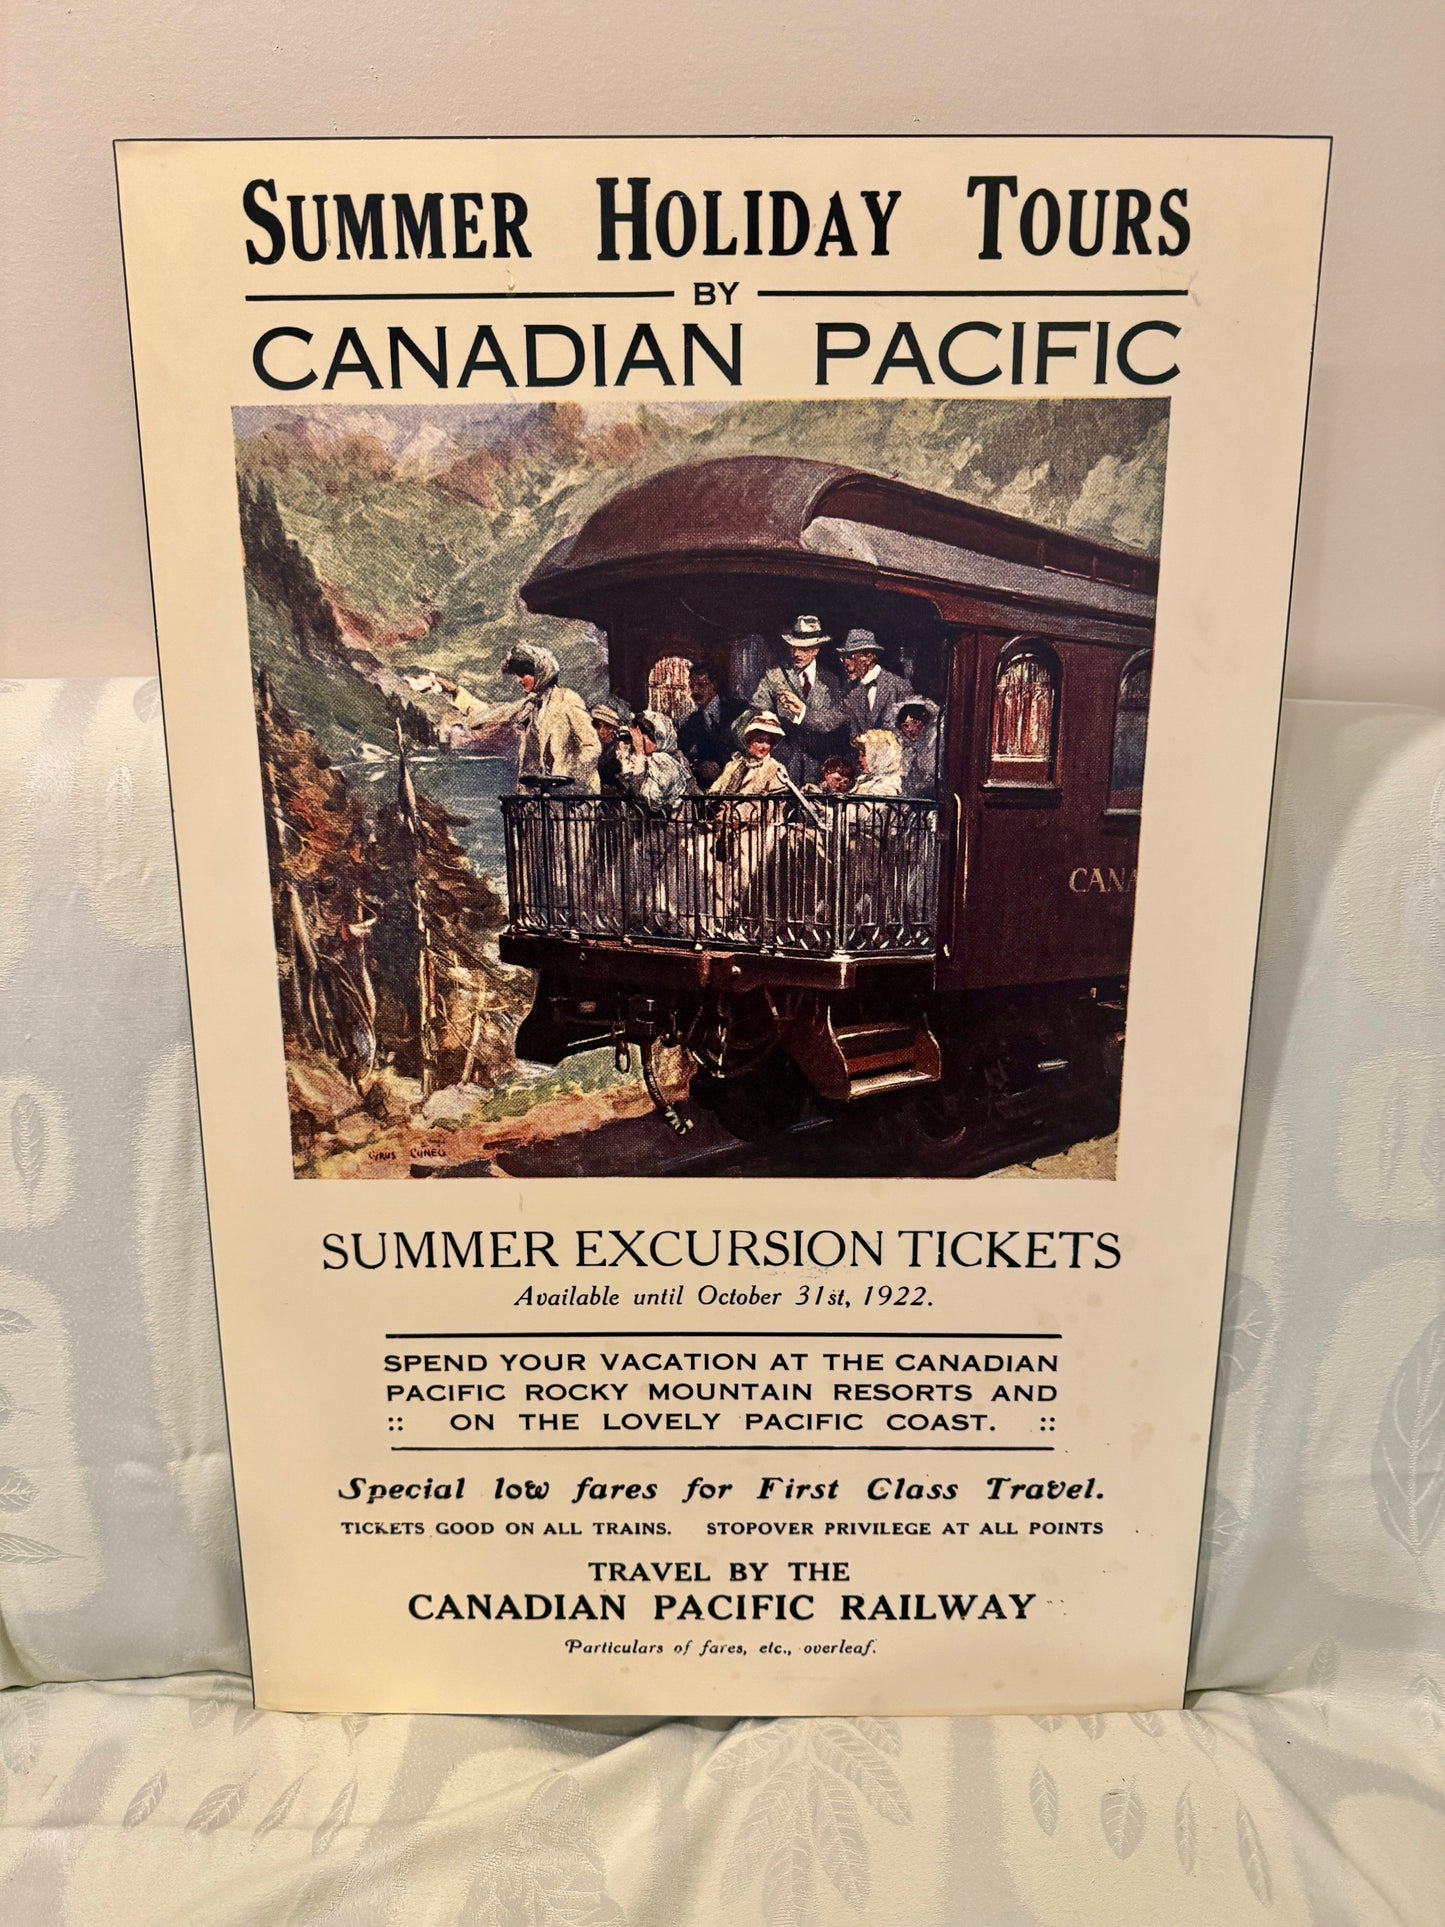 SUMMER HOLIDAY TOURS
BY
CANADIAN PACIFIC
CANA
CYRUS CUNEO
SUMMER EXCURSION TICKETS
Available until October 31st, 1922.
SPEND YOUR VACATION AT THE CANADIAN
PACIFIC ROCKY MOUNTAIN RESORTS AND
:: ON THE LOVELY PACIFIC COAST. ::
Special low fares for First Class Travel.
TICKETS GOOD ON ALL TRAINS. STOPOVER PRIVILEGE AT ALL POINTS
TRAVEL BY THE
CANADIAN PACIFIC RAILWAY
Particulars of fares, etc., overleaf.